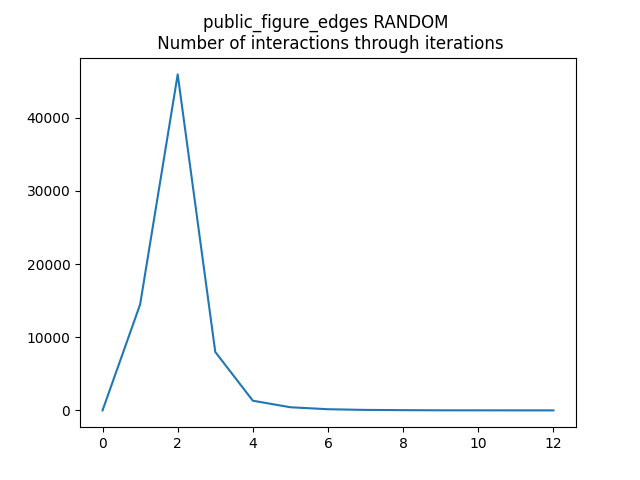 public_figure_edges RANDOM
Number of interactions through iterations
40000
30000
20000
10000
0
0 2 4 6 8 10 12